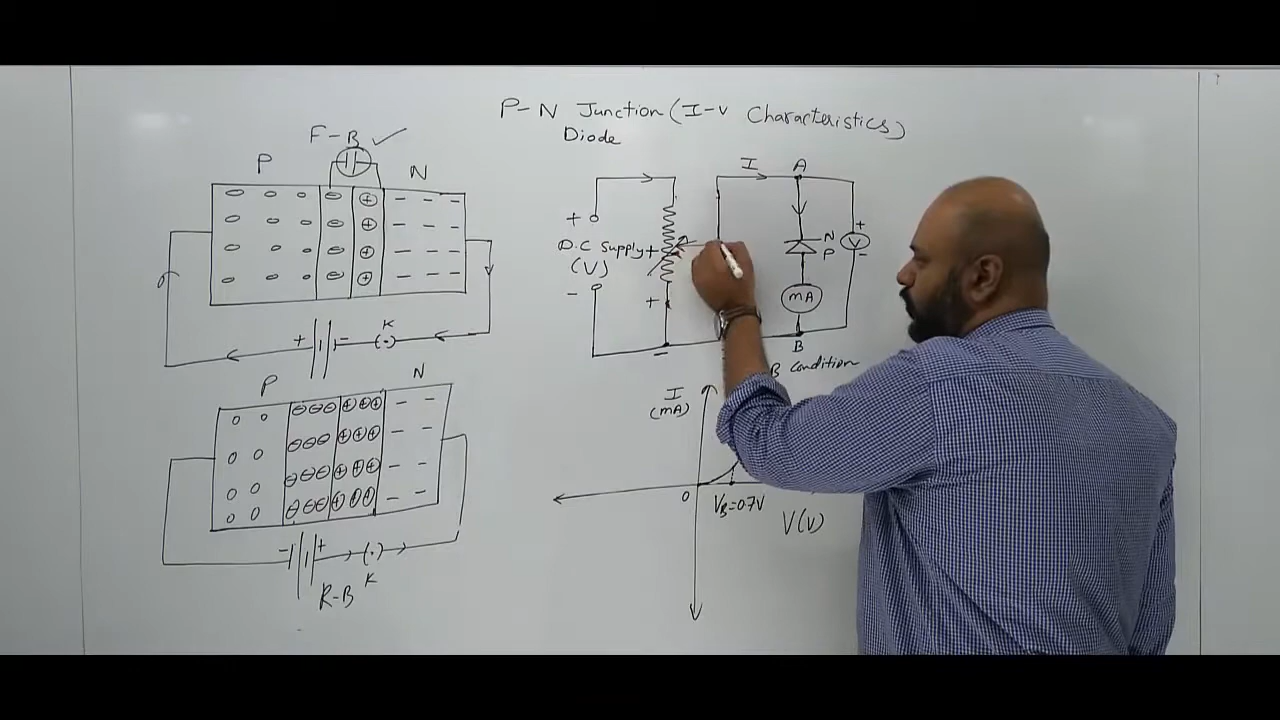 P-N Junction (I-V Characteristics)
Diode
F-B
P
N
+ -
K
P
N
- +
K
R-B
I
A
+
D.C Supply
(V)
-
+
+
-
N
P
V
+
-
mA
B
B Condition
I
(mA)
0
VB=0.7V
V(V)